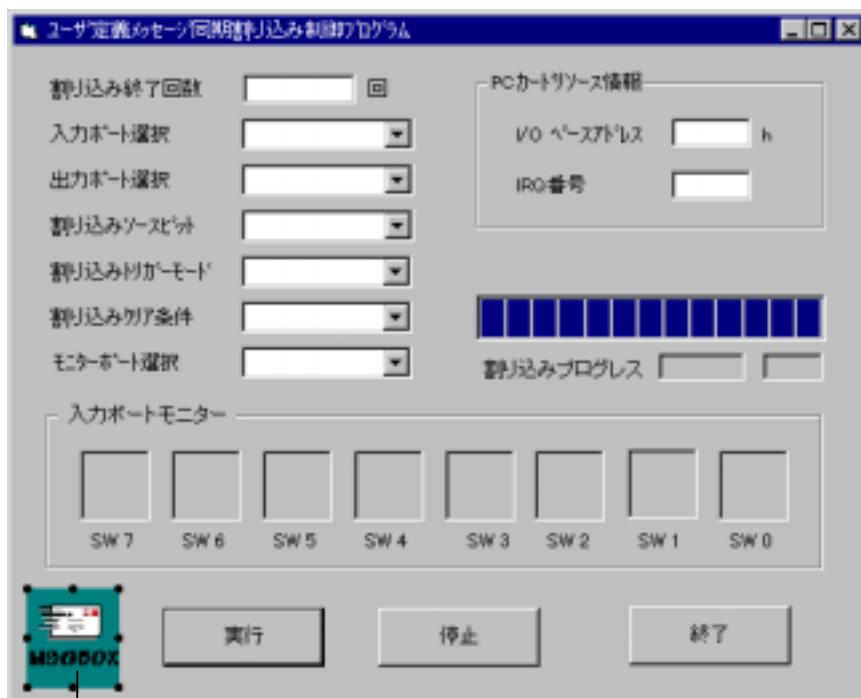 ユーザ定義メッセージ同期割り込み制御プログラム
割り込み終了回数 回
入力ポート選択
出力ポート選択
割り込みソースビット
割り込みトリガーモード
割り込みクリア条件
モニターポート選択
PCカードリソース情報
I/O ベースアドレス h
IRQ番号
割り込みプログレス
入力ポートモニター
SW 7 SW 6 SW 5 SW 4 SW 3 SW 2 SW 1 SW 0
MSGBOX
実行 停止 終了